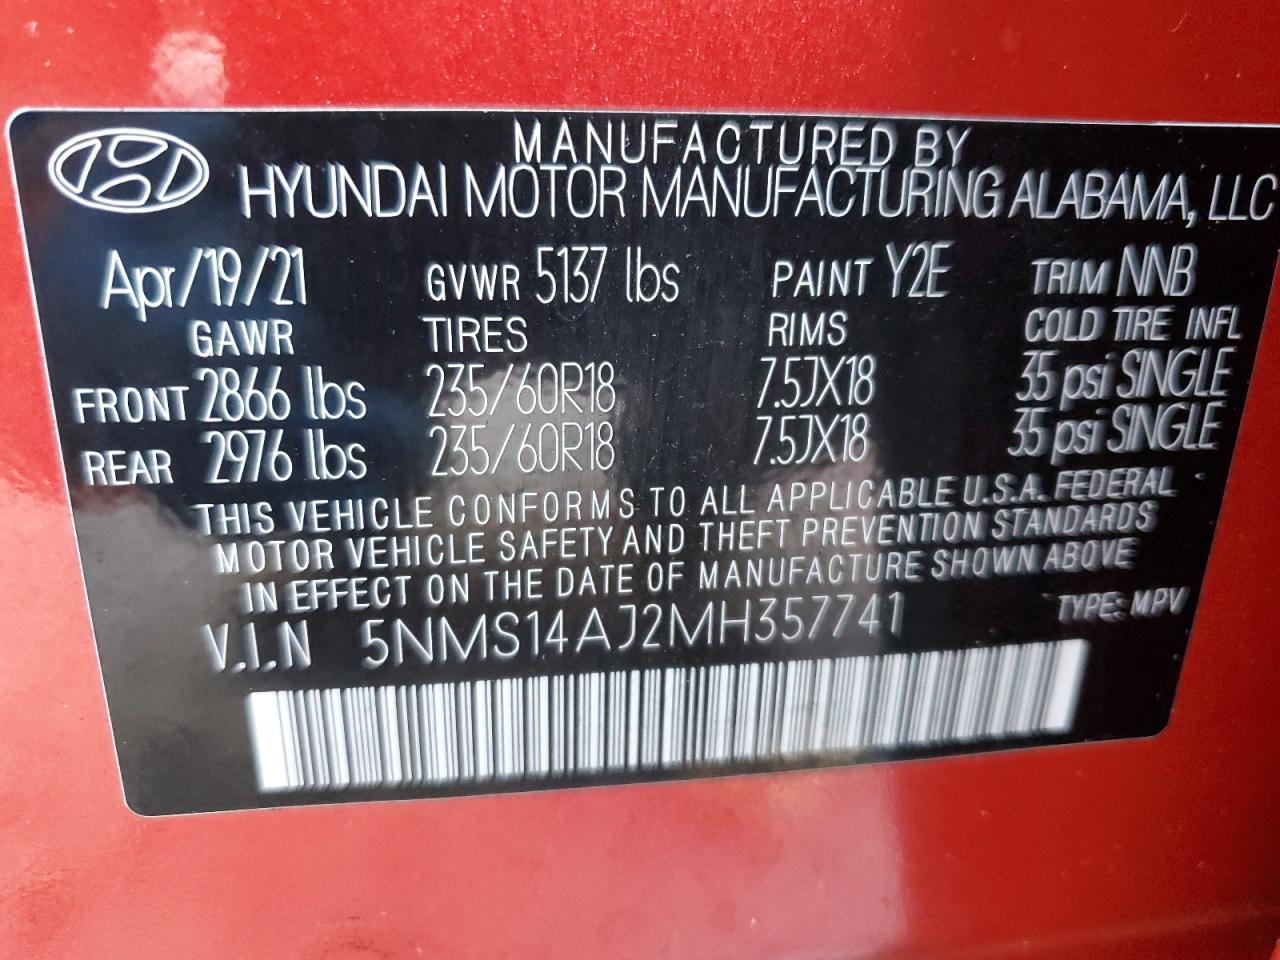 MANUFACTURED BY
HYUNDAI MOTOR MANUFACTURING ALABAMA, LLC
Apr/19/21 GVWR 5137 lbs PAINT Y2E TRIM NNB
GAWR TIRES RIMS COLD TIRE INFL
FRONT 2866 lbs 235/60R18 7.5JX18 35 psi SINGLE
REAR 2976 lbs 235/60R18 7.5JX18 35 psi SINGLE
THIS VEHICLE CONFORMS TO ALL APPLICABLE U.S.A. FEDERAL
MOTOR VEHICLE SAFETY AND THEFT PREVENTION STANDARDS
IN EFFECT ON THE DATE OF MANUFACTURE SHOWN ABOVE
V.I.N 5NMS14AJ2MH357741 TYPE: MPV